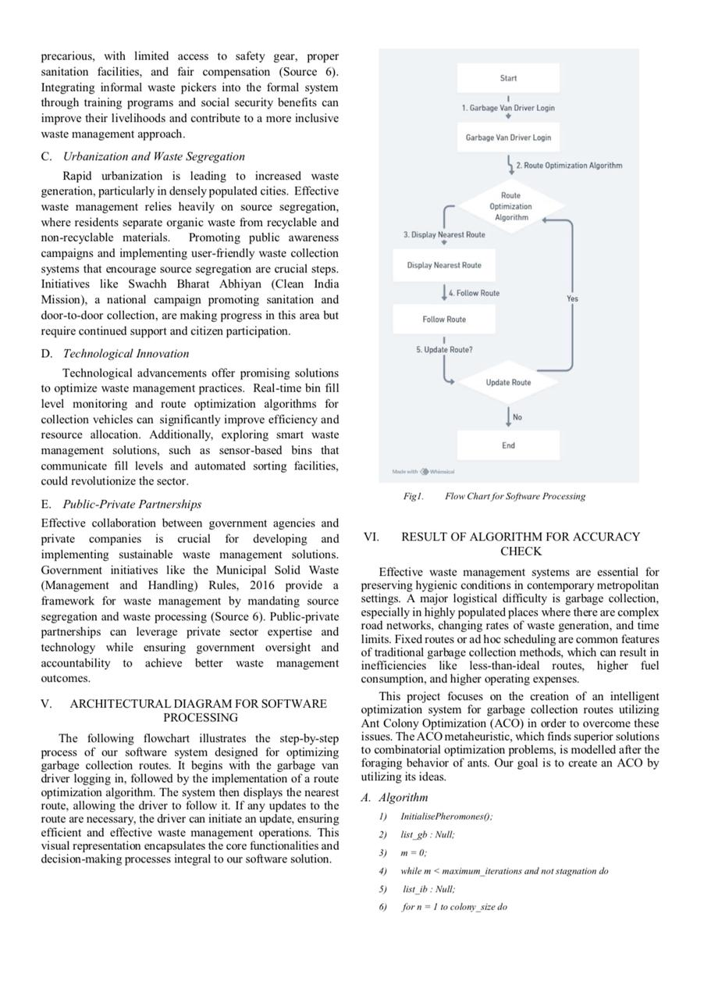 precarious, with limited access to safety gear, proper
sanitation facilities, and fair compensation (Source 6).
Integrating informal waste pickers into the formal system
through training programs and social security benefits can
improve their livelihoods and contribute to a more inclusive
waste management approach.
C. Urbanization and Waste Segregation
Rapid urbanization is leading to increased waste
generation, particularly in densely populated cities. Effective
waste management relies heavily on source segregation,
where residents separate organic waste from recyclable and
non-recyclable materials. Promoting public awareness
campaigns and implementing user-friendly waste collection
systems that encourage source segregation are crucial steps.
Initiatives like Swachh Bharat Abhiyan (Clean India
Mission), a national campaign promoting sanitation and
door-to-door collection, are making progress in this area but
require continued support and citizen participation.
D. Technological Innovation
Technological advancements offer promising solutions
to optimize waste management practices. Real-time bin fill
level monitoring and route optimization algorithms for
collection vehicles can significantly improve efficiency and
resource allocation. Additionally, exploring smart waste
management solutions, such as sensor-based bins that
communicate fill levels and automated sorting facilities,
could revolutionize the sector.
E. Public-Private Partnerships
Effective collaboration between government agencies and
private companies is crucial for developing and
implementing sustainable waste management solutions.
Government initiatives like the Municipal Solid Waste
(Management and Handling) Rules, 2016 provide a
framework for waste management by mandating source
segregation and waste processing (Source 6). Public-private
partnerships can leverage private sector expertise and
technology while ensuring government oversight and
accountability to achieve better waste management
outcomes.
V. ARCHITECTURAL DIAGRAM FOR SOFTWARE
PROCESSING
The following flowchart illustrates the step-by-step
process of our software system designed for optimizing
garbage collection routes. It begins with the garbage van
driver logging in, followed by the implementation of a route
optimization algorithm. The system then displays the nearest
route, allowing the driver to follow it. If any updates to the
route are necessary, the driver can initiate an update, ensuring
efficient and effective waste management operations. This
visual representation encapsulates the core functionalities and
decision-making processes integral to our software solution.
Start
1. Garbage Van Driver Login
Garbage Van Driver Login
2. Route Optimization Algorithm
Route
Optimization
Algorithm
3. Display Nearest Route
Display Nearest Route
4. Follow Route
Yes
Follow Route
5. Update Route?
Update Route
No
End
Made with Whimsical
Fig1. Flow Chart for Software Processing
VI. RESULT OF ALGORITHM FOR ACCURACY
CHECK
Effective waste management systems are essential for
preserving hygienic conditions in contemporary metropolitan
settings. A major logistical difficulty is garbage collection,
especially in highly populated places where there are complex
road networks, changing rates of waste generation, and time
limits. Fixed routes or ad hoc scheduling are common features
of traditional garbage collection methods, which can result in
inefficiencies like less-than-ideal routes, higher fuel
consumption, and higher operating expenses.
This project focuses on the creation of an intelligent
optimization system for garbage collection routes utilizing
Ant Colony Optimization (ACO) in order to overcome these
issues. The ACO metaheuristic, which finds superior solutions
to combinatorial optimization problems, is modelled after the
foraging behavior of ants. Our goal is to create an ACO by
utilizing its ideas.
A. Algorithm
1) InitialisePheromones();
2) list_gb : Null;
3) m = 0;
4) while m < maximum_iterations and not stagnation do
5) list_ib : Null;
6) for n = 1 to colony_size do